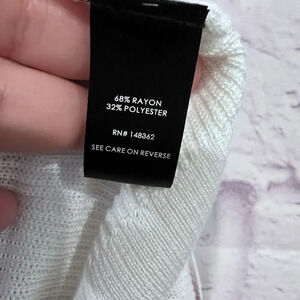 68% RAYON
32% POLYESTER
RN# 148362
SEE CARE ON REVERSE